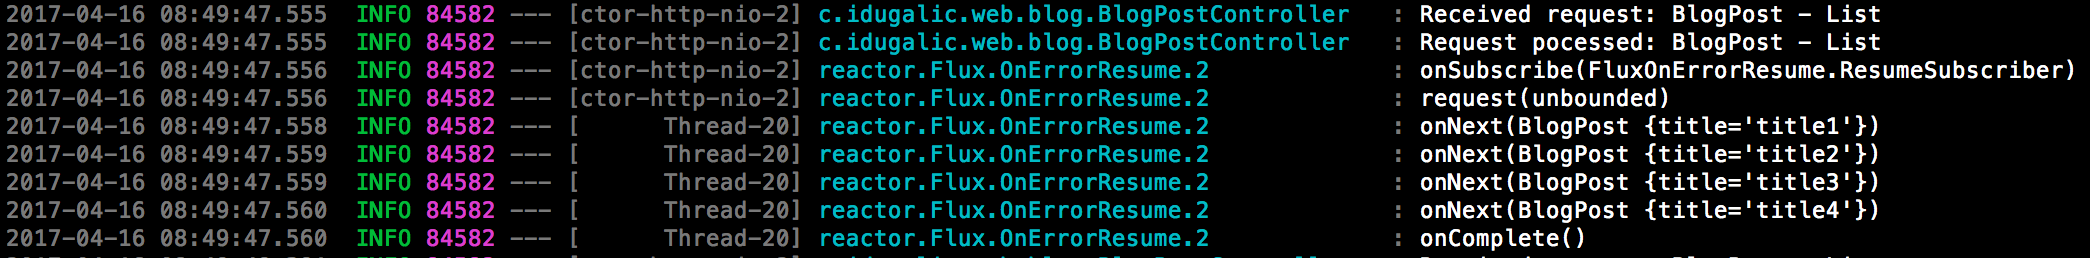 2017-04-16 08:49:47.555  INFO 84582 --- [ctor-http-nio-2] c.idugalic.web.blog.BlogPostController   : Received request: BlogPost - List
2017-04-16 08:49:47.555  INFO 84582 --- [ctor-http-nio-2] c.idugalic.web.blog.BlogPostController   : Request pocessed: BlogPost - List
2017-04-16 08:49:47.556  INFO 84582 --- [ctor-http-nio-2] reactor.Flux.OnErrorResume.2             : onSubscribe(FluxOnErrorResume.ResumeSubscriber)
2017-04-16 08:49:47.556  INFO 84582 --- [ctor-http-nio-2] reactor.Flux.OnErrorResume.2             : request(unbounded)
2017-04-16 08:49:47.558  INFO 84582 --- [      Thread-20] reactor.Flux.OnErrorResume.2             : onNext(BlogPost {title='title1'})
2017-04-16 08:49:47.559  INFO 84582 --- [      Thread-20] reactor.Flux.OnErrorResume.2             : onNext(BlogPost {title='title2'})
2017-04-16 08:49:47.559  INFO 84582 --- [      Thread-20] reactor.Flux.OnErrorResume.2             : onNext(BlogPost {title='title3'})
2017-04-16 08:49:47.560  INFO 84582 --- [      Thread-20] reactor.Flux.OnErrorResume.2             : onNext(BlogPost {title='title4'})
2017-04-16 08:49:47.560  INFO 84582 --- [      Thread-20] reactor.Flux.OnErrorResume.2             : onComplete()